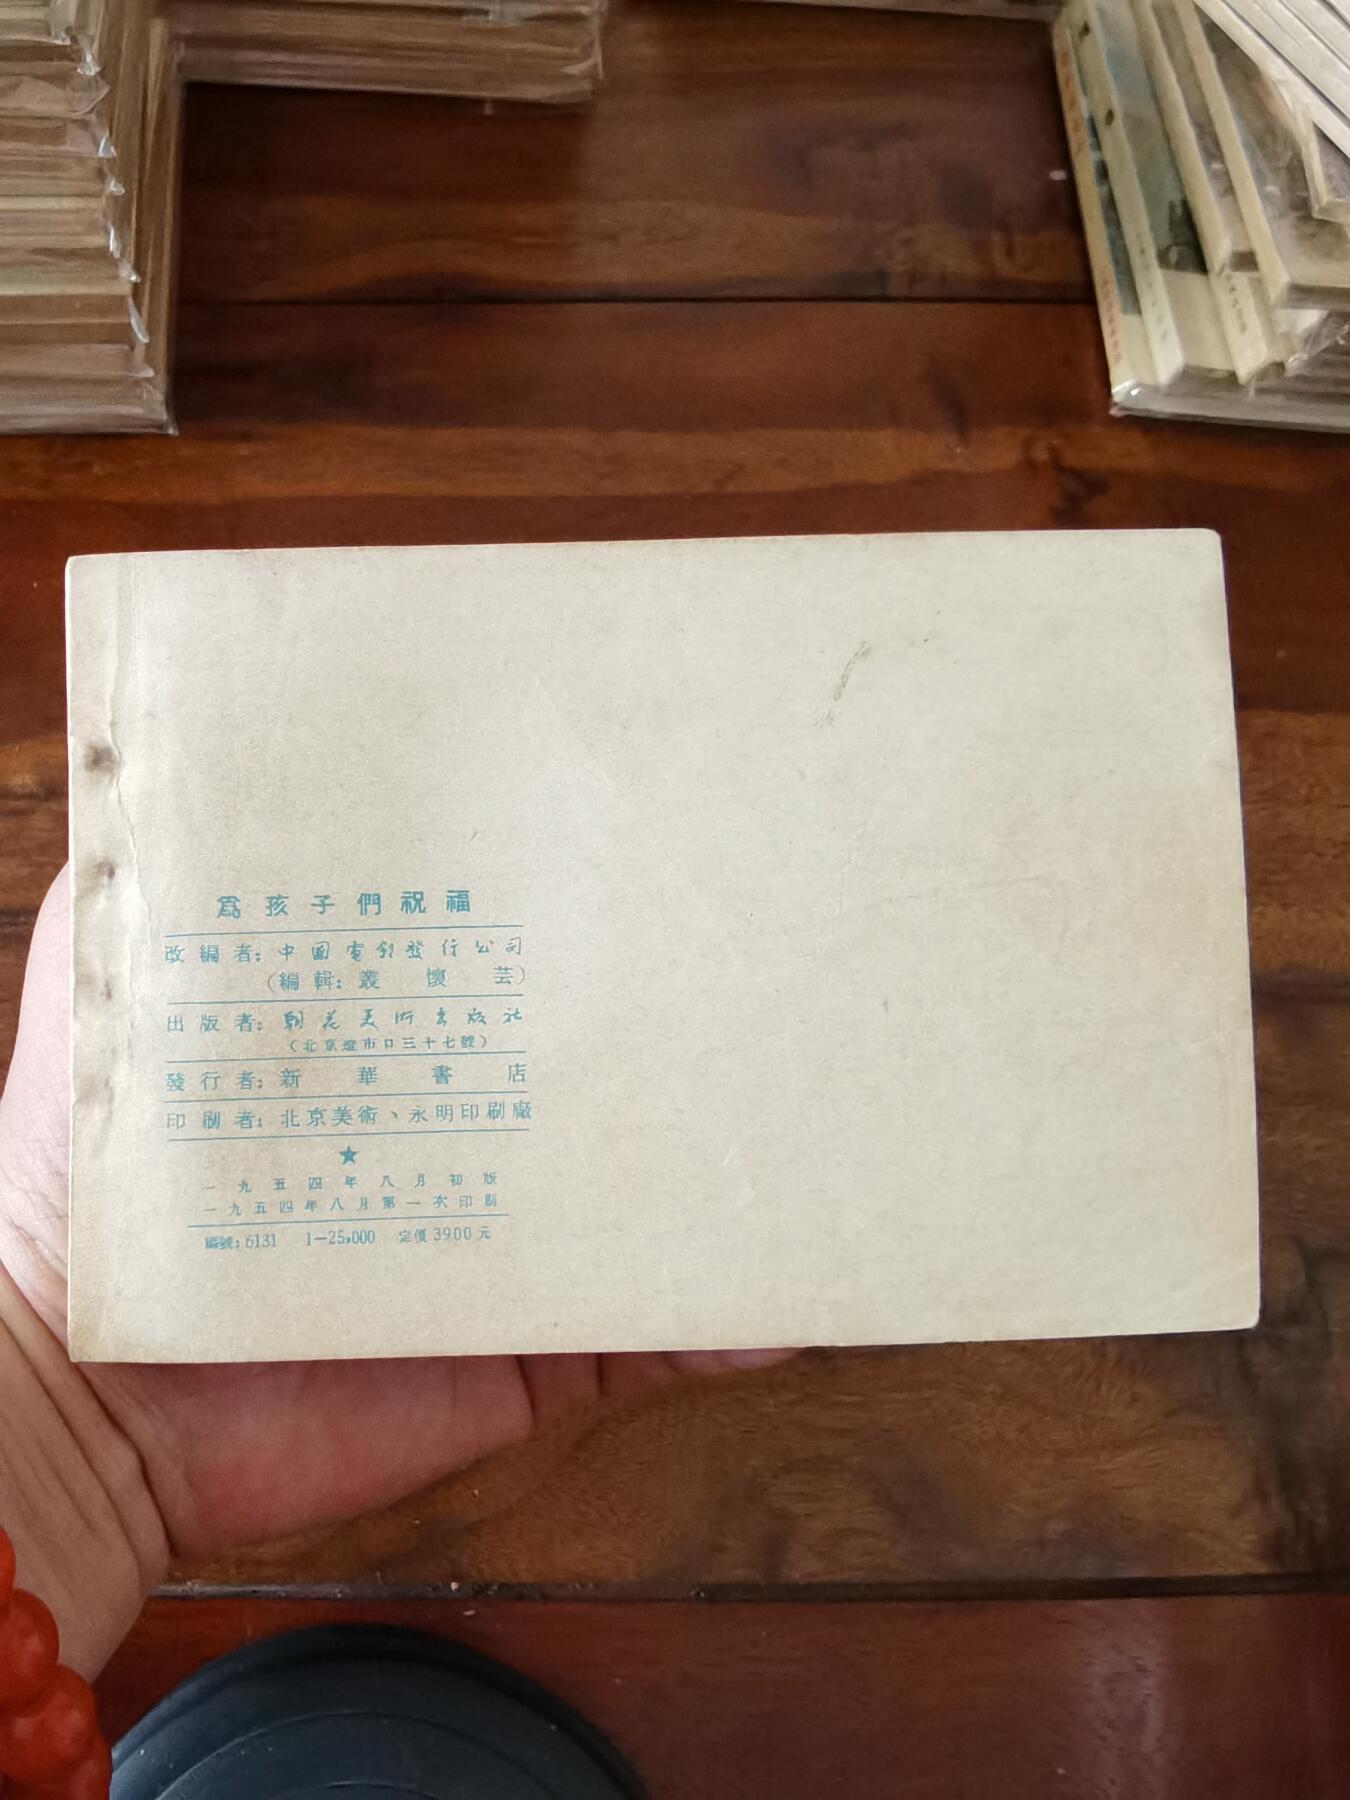 為孩子們祝福
改編者：中國電影發行公司
（編輯：叢懷芸）
出版者：朝花美術出版社
（北京燈市口三十七號）
發行者：新華書店
印刷者：北京美術、永明印刷廠
★
一九五四年八月初版
一九五四年八月第一次印刷
編號：6131 1—25,000 定價 3900 元